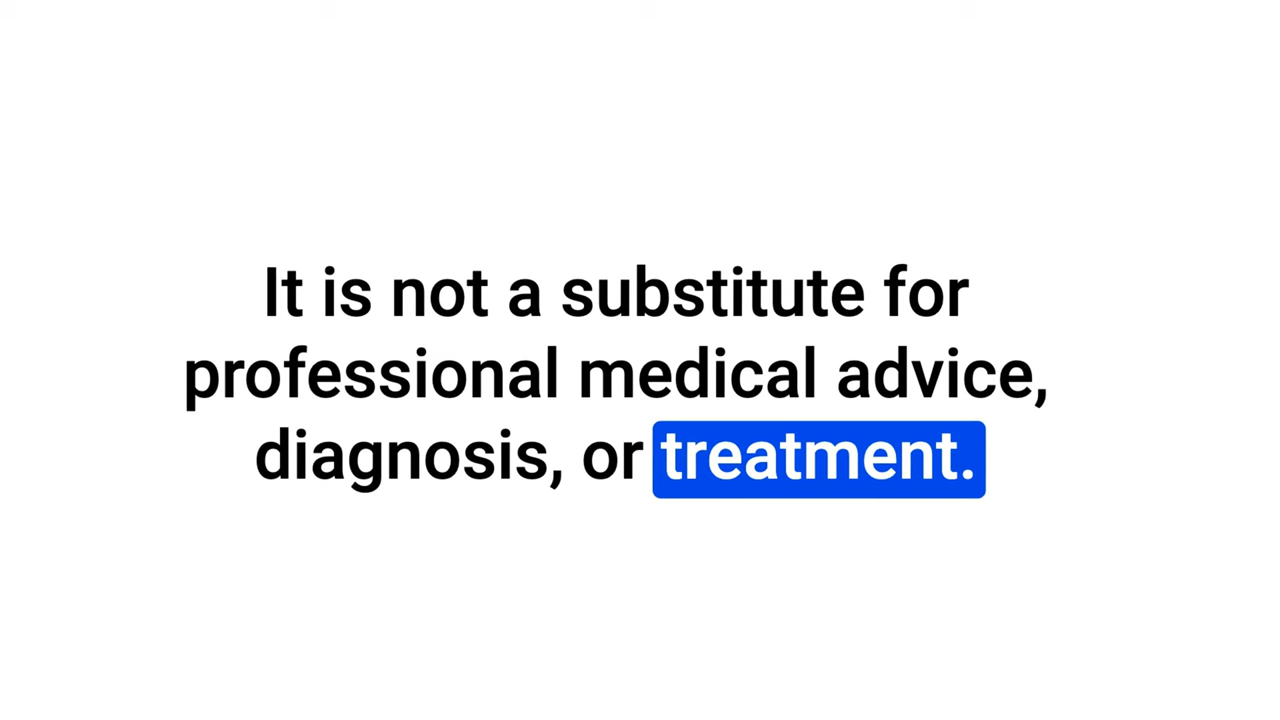 It is not a substitute for
professional medical advice,
diagnosis, or treatment.